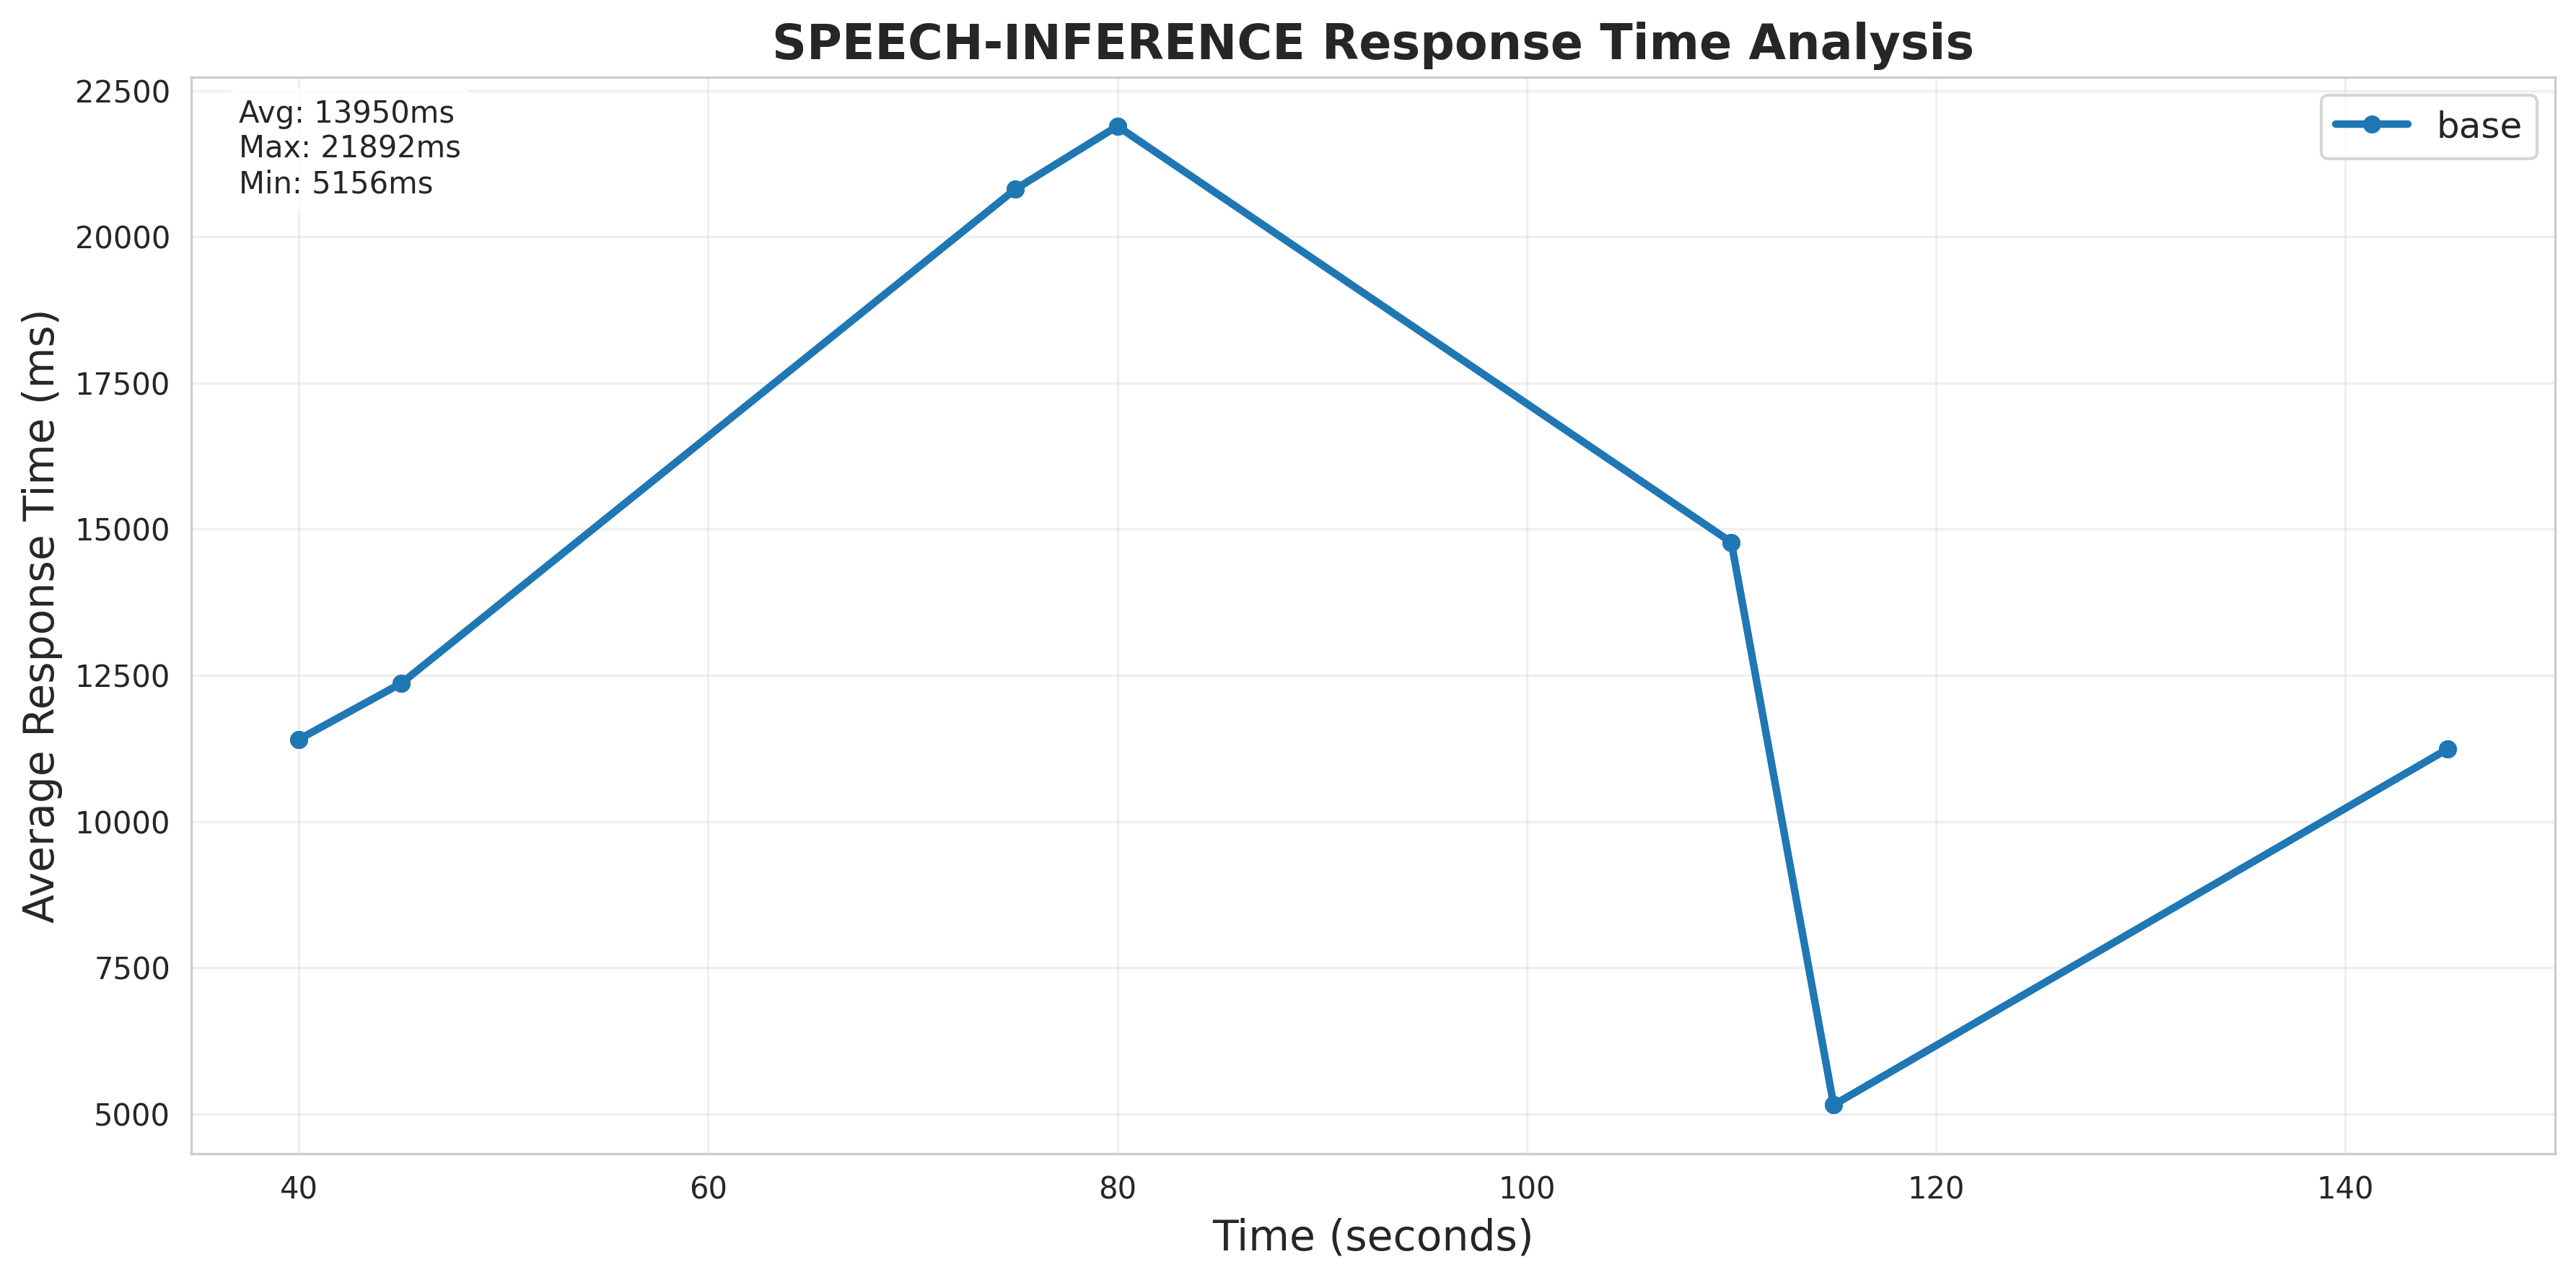 SPEECH-INFERENCE Response Time Analysis
Avg: 13950ms
Max: 21892ms
Min: 5156ms
base
Average Response Time (ms)
22500
20000
17500
15000
12500
10000
7500
5000
40 60 80 100 120 140
Time (seconds)